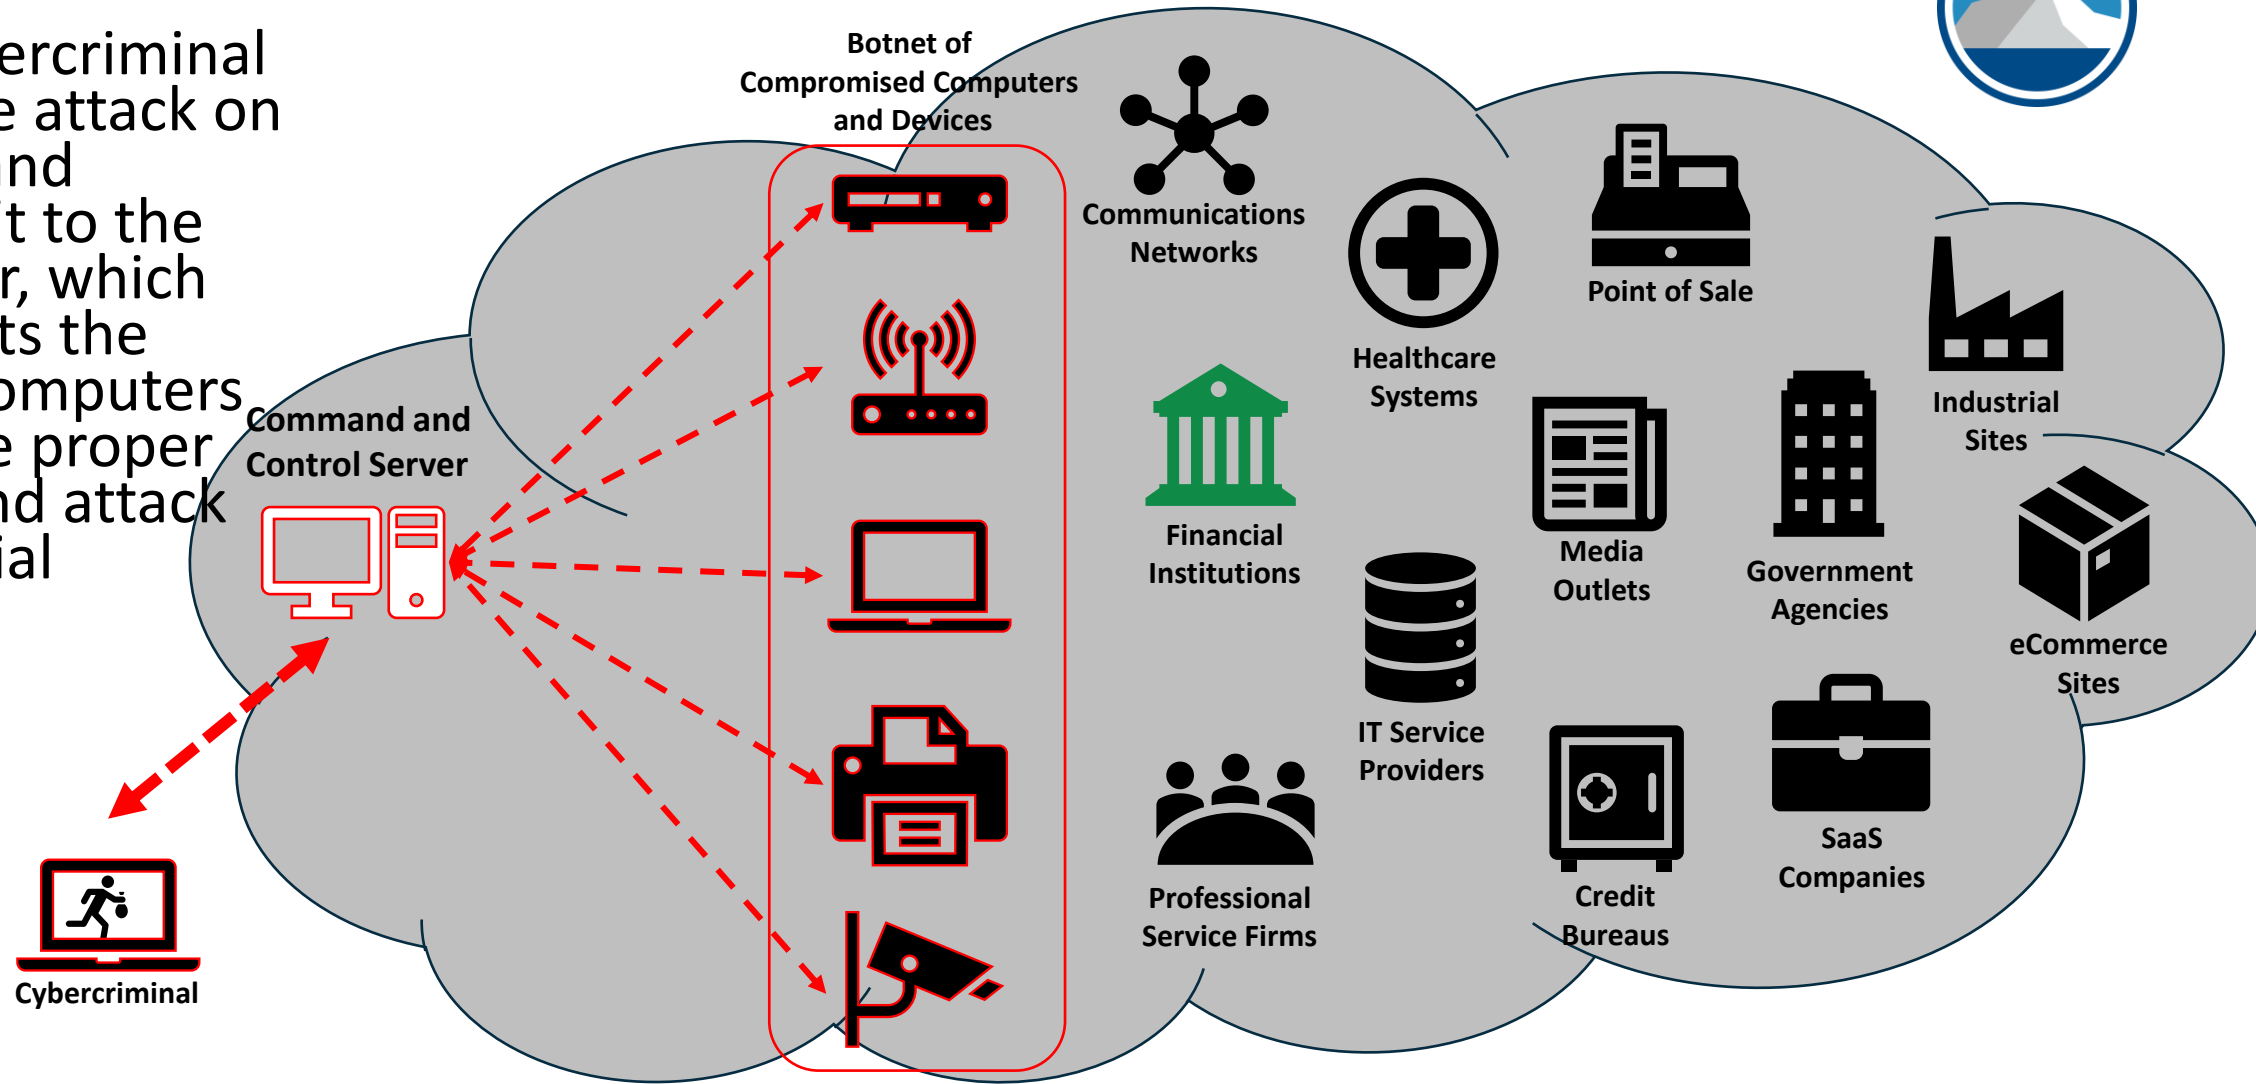 ercriminal
e attack on
and
it to the
r, which
ts the
omputers
e proper
nd attack
ial
Command and
Control Server
Cybercriminal
Botnet of
Compromised Computers
and Devices
Communications
Networks
Healthcare
Systems
Point of Sale
Industrial
Sites
Financial
Institutions
Media
Outlets
Government
Agencies
eCommerce
Sites
IT Service
Providers
Professional
Service Firms
Credit
Bureaus
SaaS
Companies